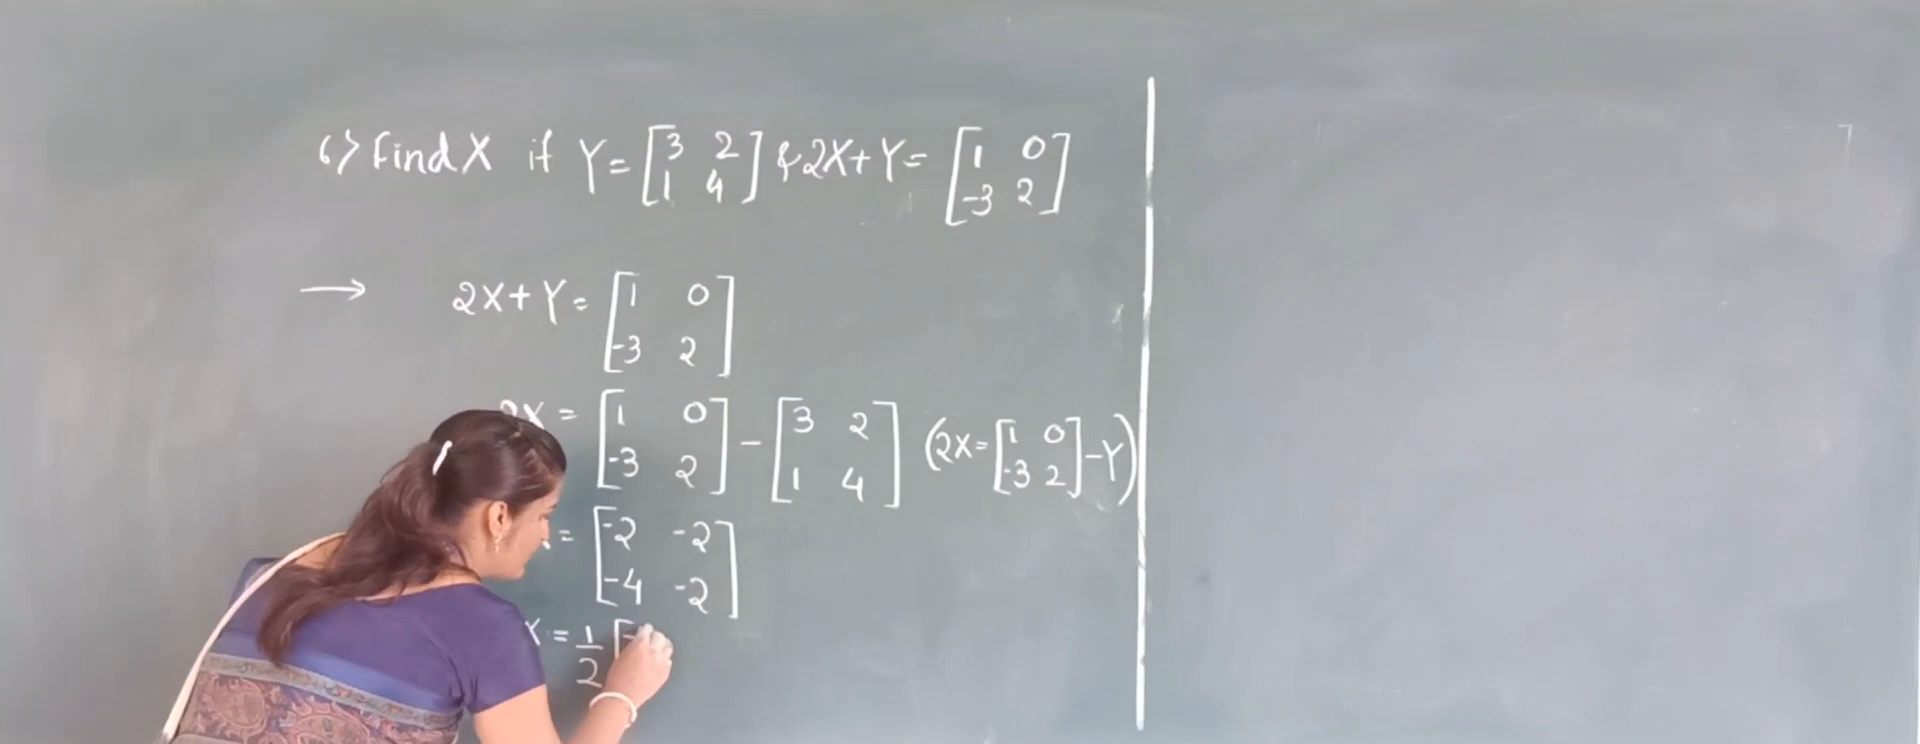 6) Find X if Y = [3 2 1 4] & 2X + Y = [1 0 -3 2]
→ 2X + Y = [1 0 -3 2]
2X = [1 0 -3 2] - [3 2 1 4] (2X = [1 0 -3 2] - Y)
= [-2 -2 -4 -2]
X = 1/2 [